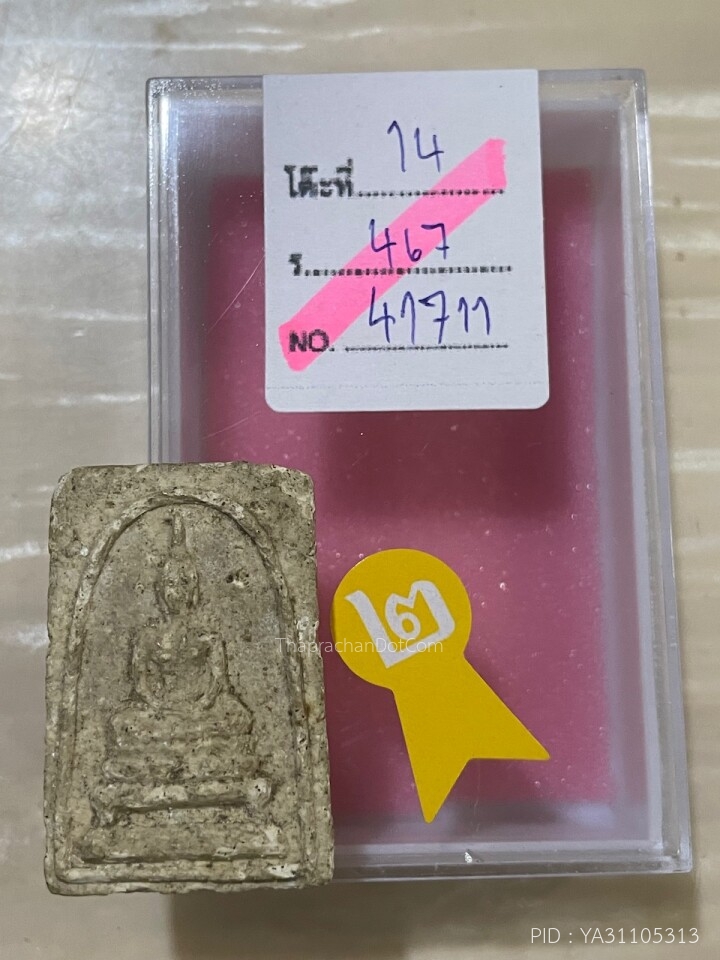 โต๊ะที่ 14
ร. 467
NO. 41711
๒
ThaprachanDotCom
PID : YA31105313